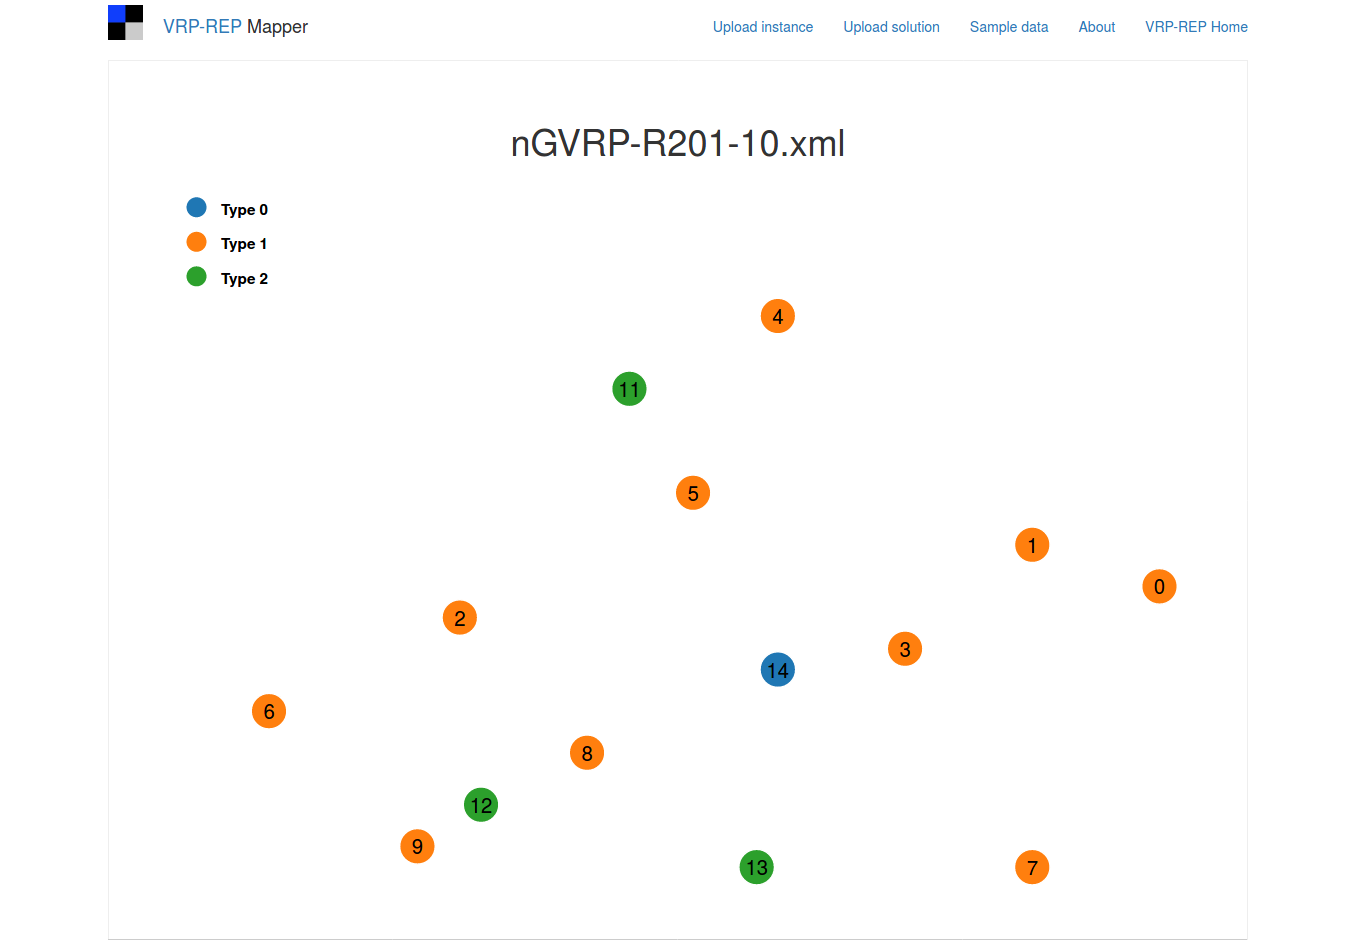 VRP-REP Mapper
Upload instance
Upload solution
Sample data
About
VRP-REP Home
nGVRP-R201-10.xml
Type 0
Type 1
Type 2
4
11
5
1
0
2
3
14
6
8
12
9
13
7